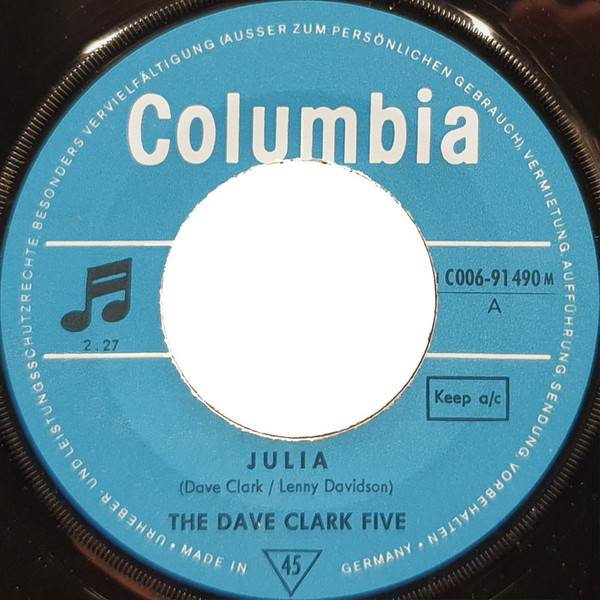 URHEBER- UND LEISTUNGSSCHUTZRECHTE, BESONDERS VERVIELFÄLTIGUNG (AUSSER ZUM PERSÖNLICHEN GEBRAUCH), VERMIETUNG, AUFFÜHRUNG, SENDUNG, VORBEHALTEN
Columbia
C006-91490 M
A
2:27
Keep a/c
JULIA
(Dave Clark / Lenny Davidson)
THE DAVE CLARK FIVE
• MADE IN GERMANY •
45